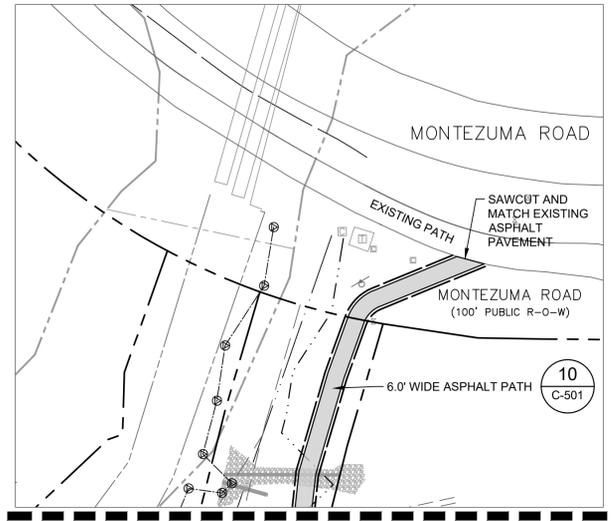 MONTEZUMA ROAD
SAWCUT AND
MATCH EXISTING
ASPHALT
PAVEMENT
EXISTING PATH
MONTEZUMA ROAD
(100' PUBLIC R-O-W)
6.0' WIDE ASPHALT PATH
10
C-501